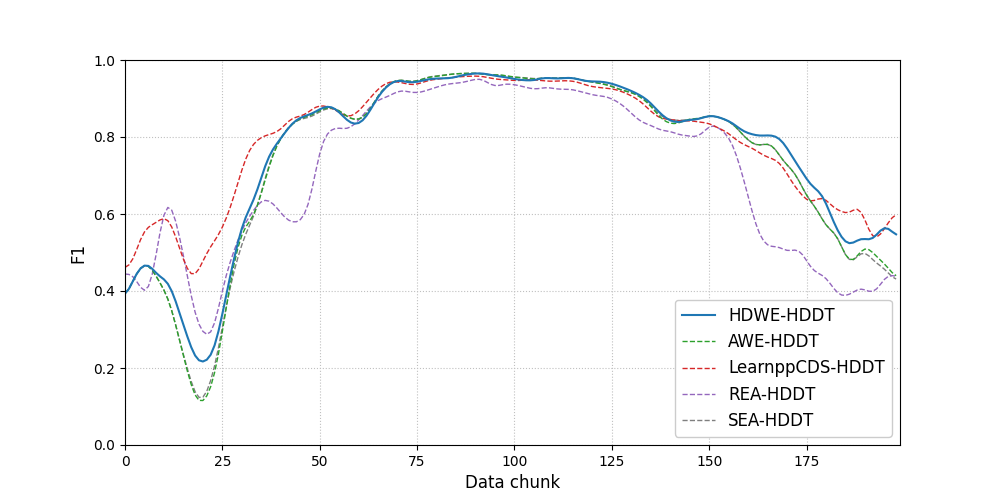 1.0
0.8
0.6
0.4
0.2
0.0
F1
0 25 50 75 100 125 150 175
Data chunk
HDWE-HDDT
AWE-HDDT
LearnppCDS-HDDT
REA-HDDT
SEA-HDDT